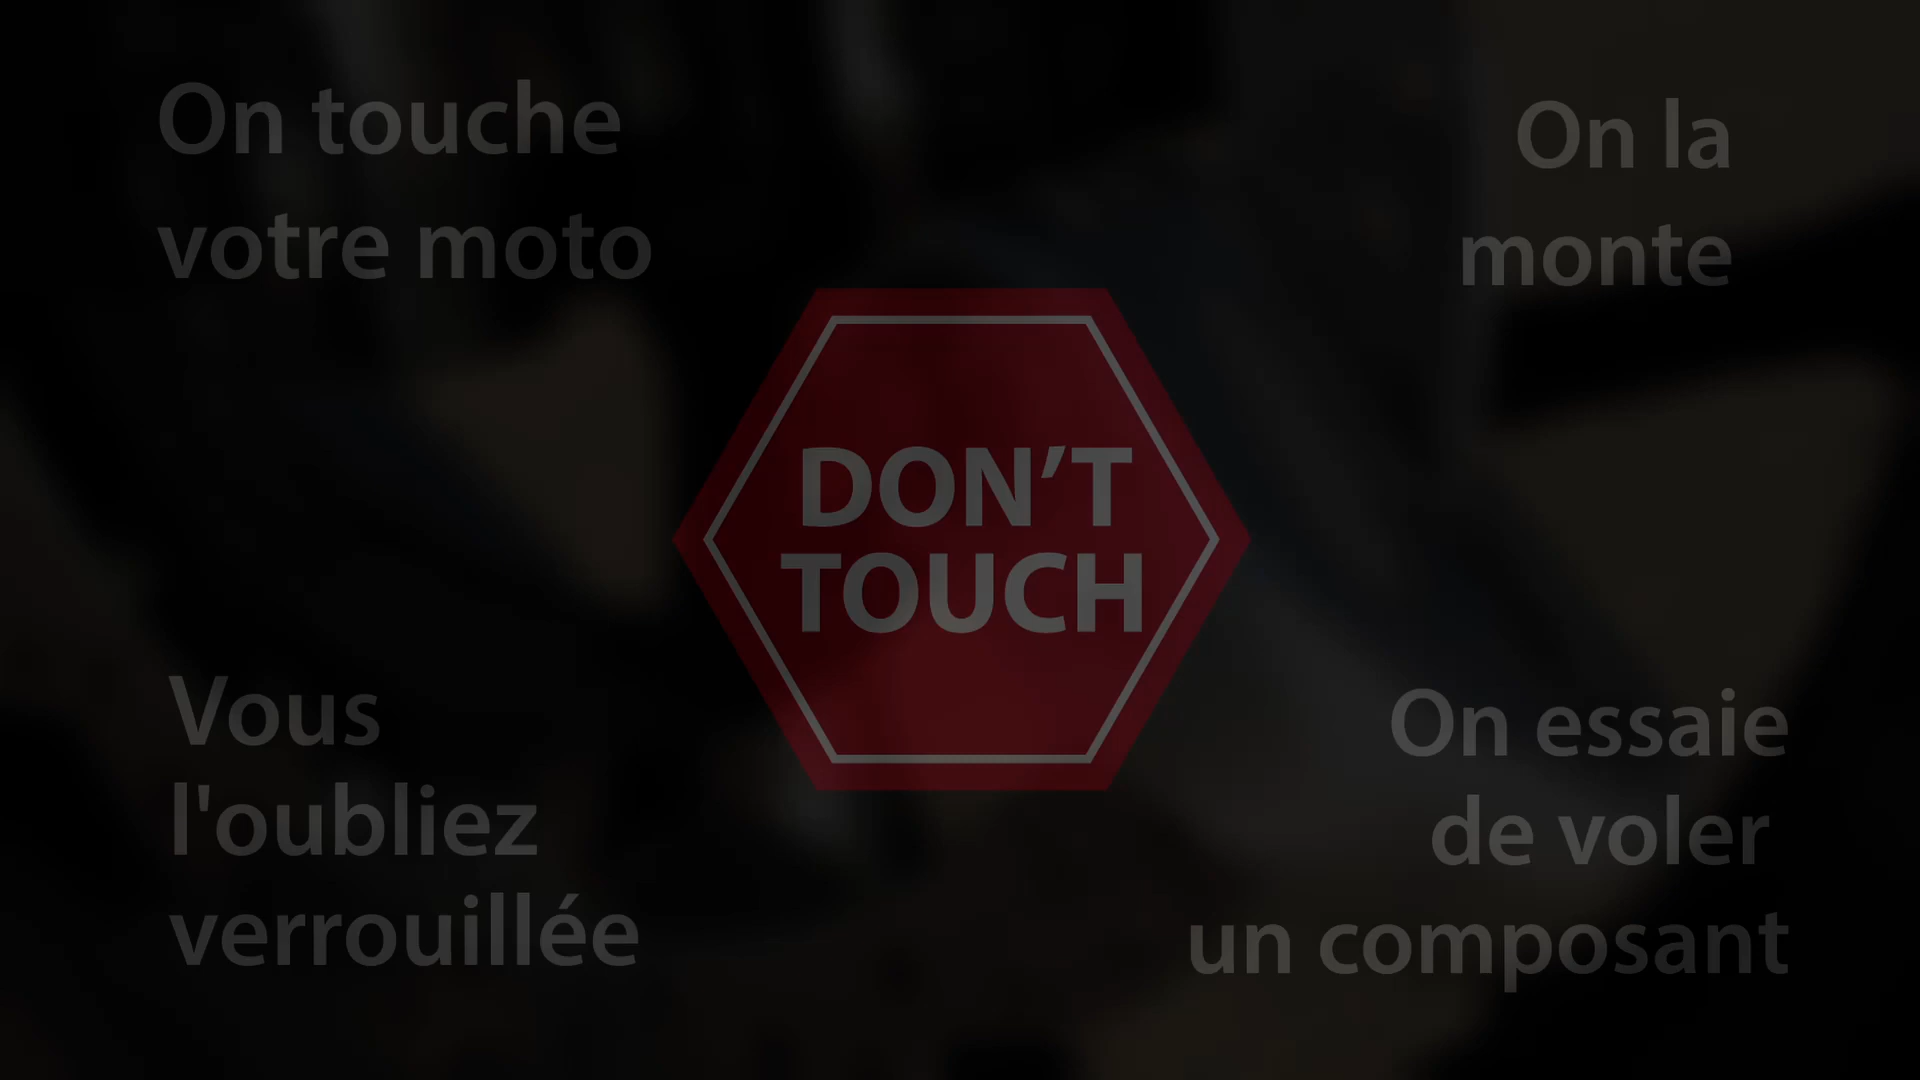 On touche
votre moto
On la
monte
DON’T
TOUCH
Vous
l'oubliez
verrouillée
On essaie
de voler
un composant